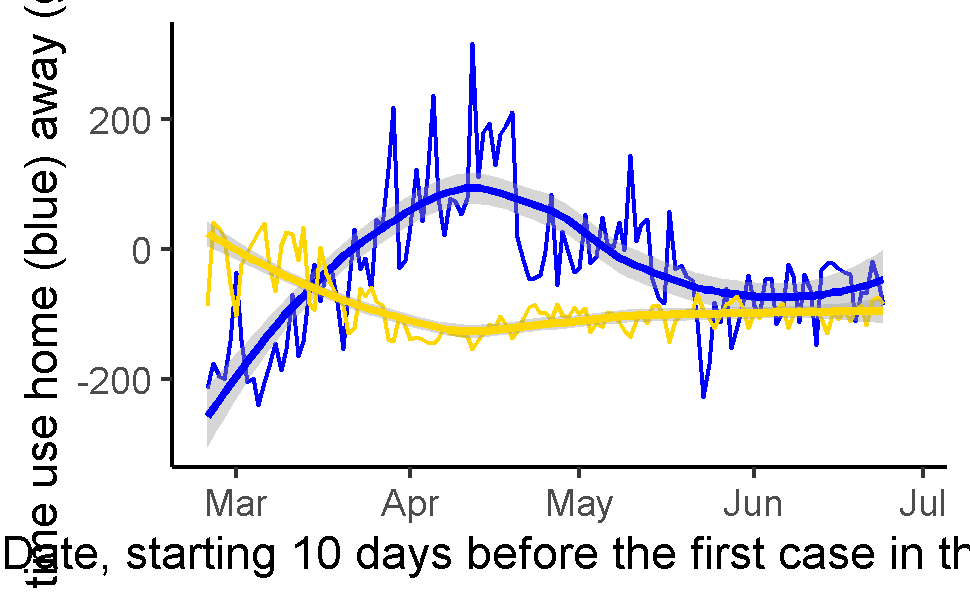 time use home (blue) away (
200
0
-200
Mar Apr May Jun Jul
Date, starting 10 days before the first case in th